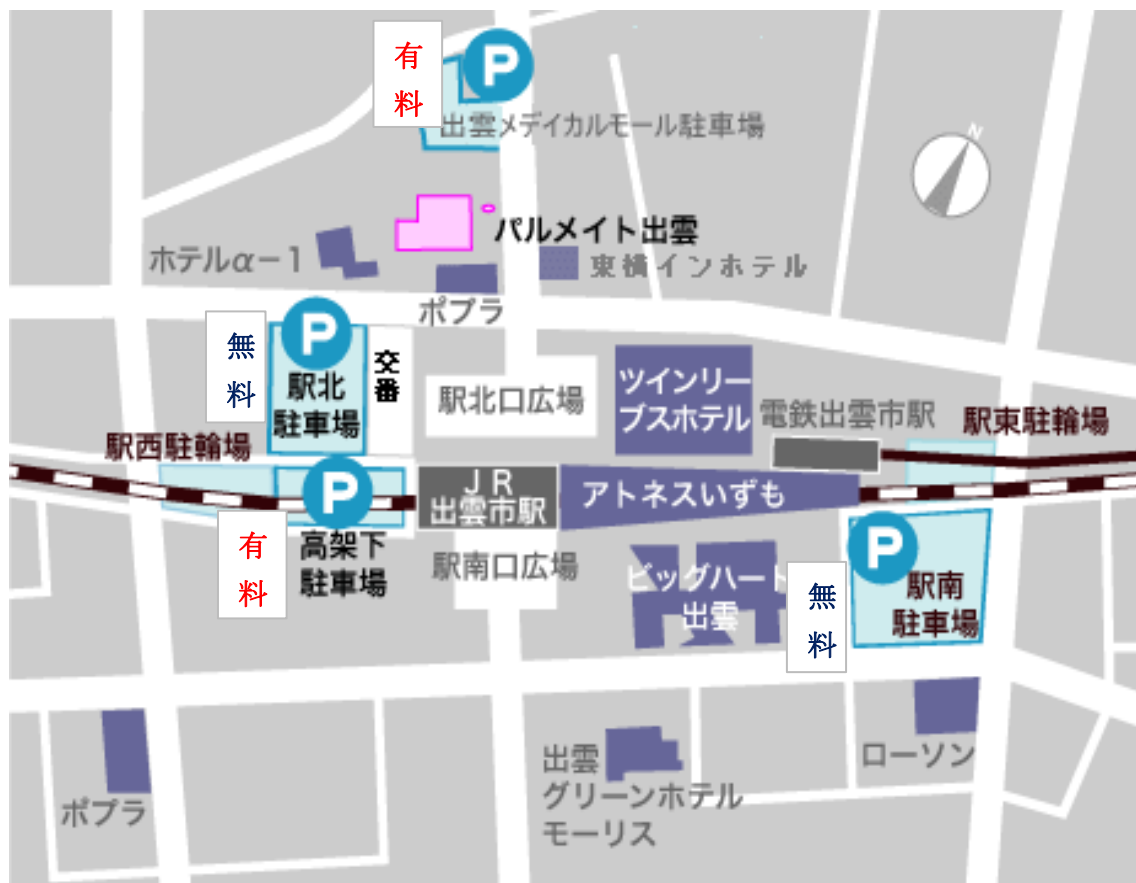 有
料
P
出雲メディカルモール駐車場
N
パルメイト出雲
ホテルα－1
東横インホテル
ポプラ
無
料
P
駅北
駐車場
交
番
駅北口広場
ツインリー
ブスホテル
電鉄出雲市駅
駅東駐輪場
駅西駐輪場
P
JR
出雲市駅
アトネスいずも
有
料
高架下
駐車場
駅南口広場
ビッグハート
出雲
無
料
P
駅南
駐車場
ローソン
出雲
グリーンホテル
モーリス
ポプラ